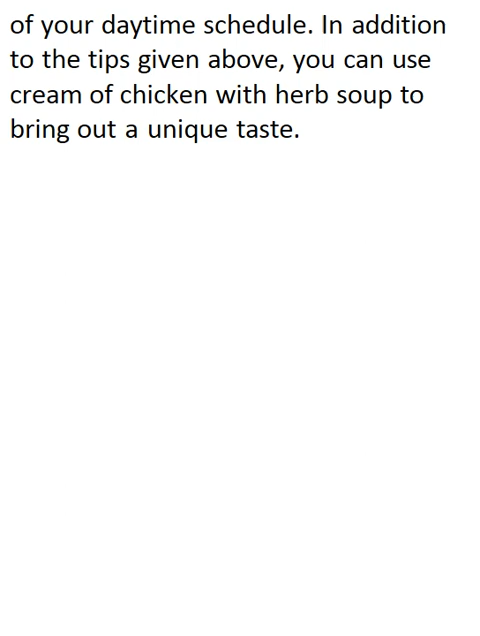 of your daytime schedule. In addition
to the tips given above, you can use
cream of chicken with herb soup to
bring out a unique taste.